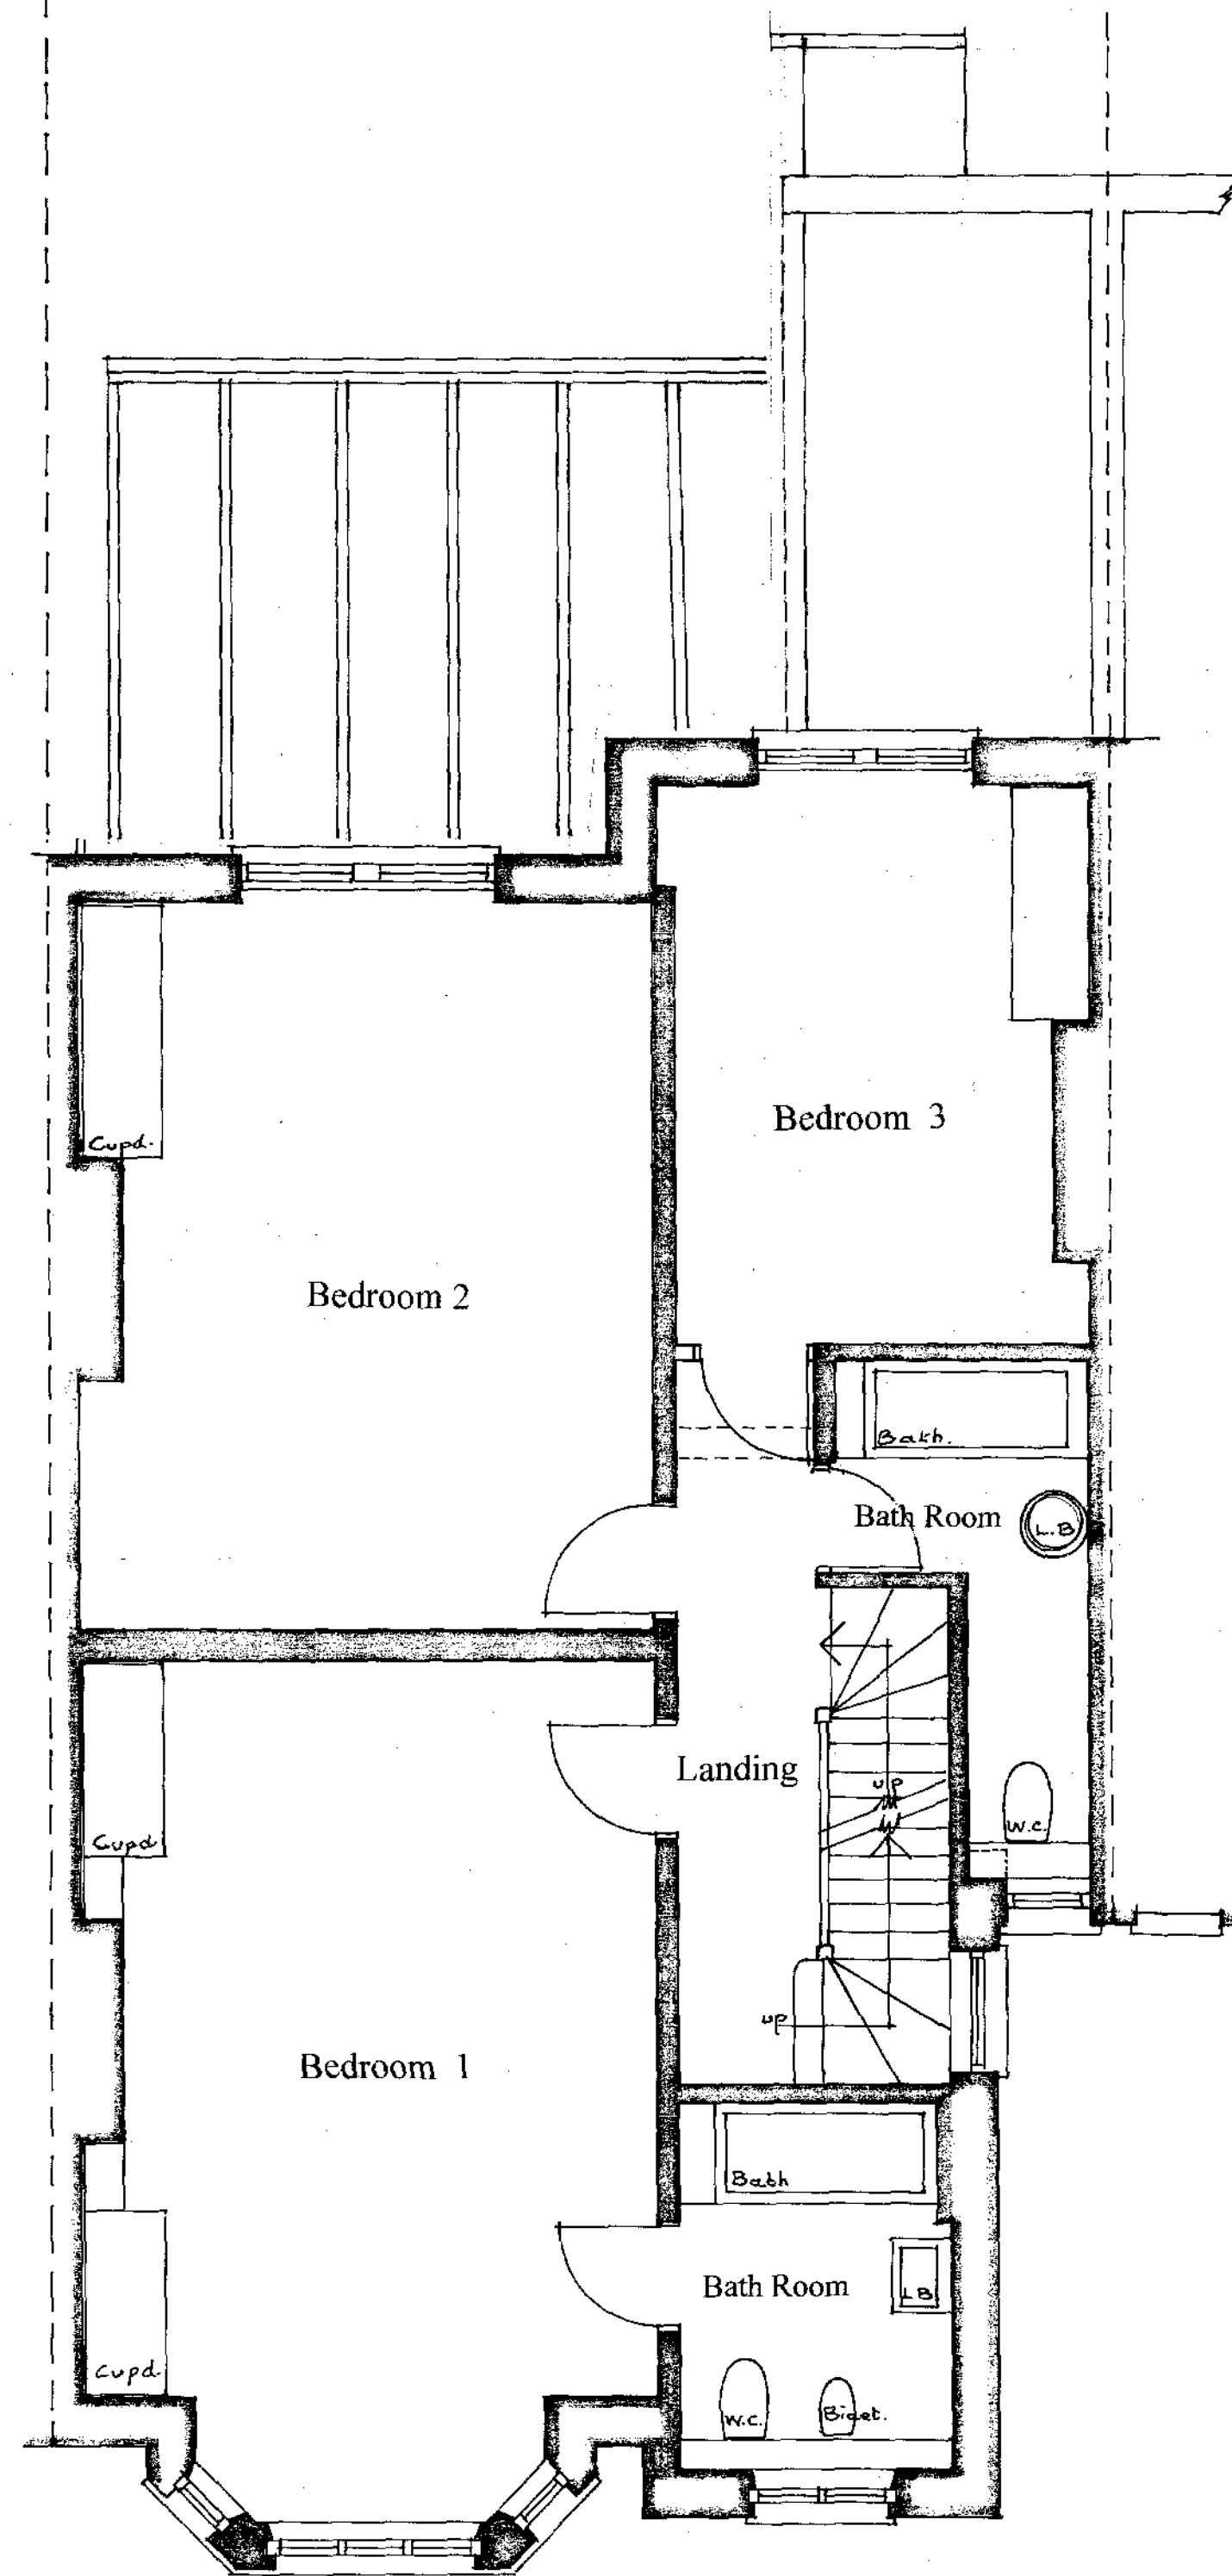 Bedroom 3
Cupd.
Bedroom 2
Bath.
Bath Room
L.B
up
Landing
W.C.
Cupd
up
Bedroom 1
Bath
Bath Room
LB
Cupd.
W.C.
Bidet.